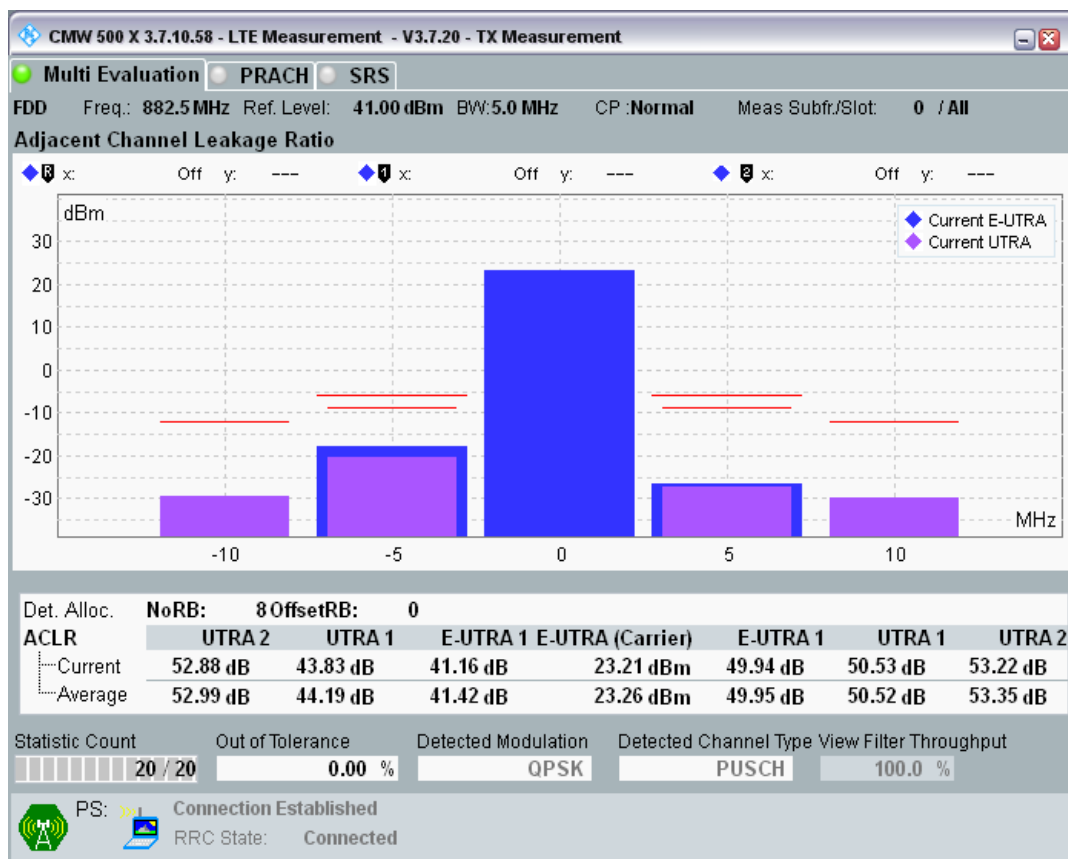 CMW 500 X 3.7.10.58 - LTE Measurement - V3.7.20 - TX Measurement
Multi Evaluation PRACH SRS
FDD Freq.: 882.5 MHz Ref. Level: 41.00 dBm BW:5.0 MHz CP :Normal Meas Subfr./Slot: 0 / All
Adjacent Channel Leakage Ratio
R x: Off y: --- 1 x: Off y: --- 2 x: Off y: ---
dBm
Current E-UTRA
Current UTRA
30
20
10
0
-10
-20
-30
MHz
-10 -5 0 5 10
Det. Alloc. NoRB: 8 OffsetRB: 0
ACLR UTRA 2 UTRA 1 E-UTRA 1 E-UTRA (Carrier) E-UTRA 1 UTRA 1 UTRA 2
Current 52.88 dB 43.83 dB 41.16 dB 23.21 dBm 49.94 dB 50.53 dB 53.22 dB
Average 52.99 dB 44.19 dB 41.42 dB 23.26 dBm 49.95 dB 50.52 dB 53.35 dB
Statistic Count Out of Tolerance Detected Modulation Detected Channel Type View Filter Throughput
20 / 20 0.00 % QPSK PUSCH 100.0 %
PS: Connection Established
RRC State: Connected